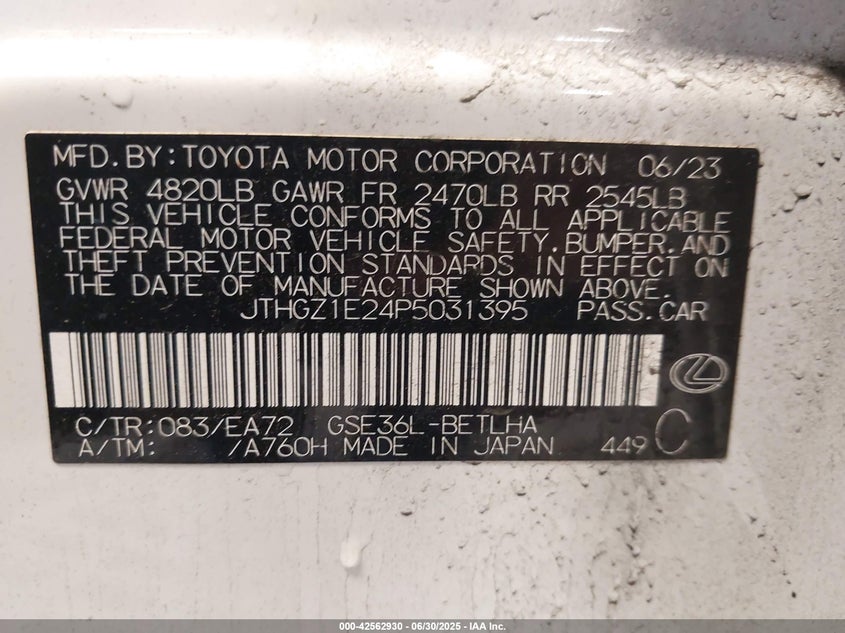 MFD.BY:TOYOTA MOTOR CORPORATION 06/23
GVWR 4820LB GAWR FR 2470LB RR 2545LB
THIS VEHICLE CONFORMS TO ALL APPLICABLE
FEDERAL MOTOR VEHICLE SAFETY.BUMPER.AND
THEFT PREVENTION STANDARDS IN EFFECT ON
THE DATE OF MANUFACTURE SHOWN ABOVE.
JTHGZ1E24P5031395 PASS.CAR
C/TR:083/EA72 GSE36L-BETLHA
A/TM: /A760H MADE IN JAPAN 449 C
000-42562930 - 06/30/2025 - IAA Inc.